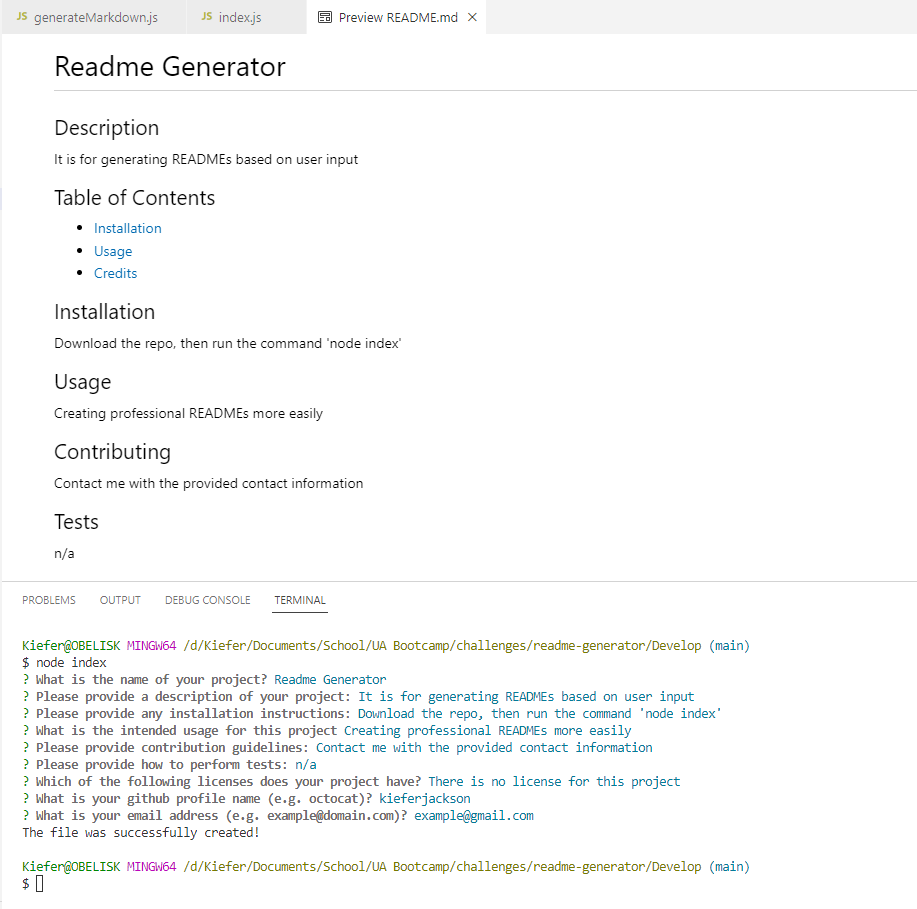 JS generateMarkdown.js JS index.js Preview README.md ×
Readme Generator
Description
It is for generating READMEs based on user input
Table of Contents
• Installation
• Usage
• Credits
Installation
Download the repo, then run the command 'node index'
Usage
Creating professional READMEs more easily
Contributing
Contact me with the provided contact information
Tests
n/a
PROBLEMS OUTPUT DEBUG CONSOLE TERMINAL
Kiefer@OBELISK MINGW64 /d/Kiefer/Documents/School/UA Bootcamp/challenges/readme-generator/Develop (main)
$ node index
? What is the name of your project? Readme Generator
? Please provide a description of your project: It is for generating READMEs based on user input
? Please provide any installation instructions: Download the repo, then run the command 'node index'
? What is the intended usage for this project Creating professional READMEs more easily
? Please provide contribution guidelines: Contact me with the provided contact information
? Please provide how to perform tests: n/a
? Which of the following licenses does your project have? There is no license for this project
? What is your github profile name (e.g. octocat)? kieferjackson
? What is your email address (e.g. example@domain.com)? example@gmail.com
The file was successfully created!
Kiefer@OBELISK MINGW64 /d/Kiefer/Documents/School/UA Bootcamp/challenges/readme-generator/Develop (main)
$